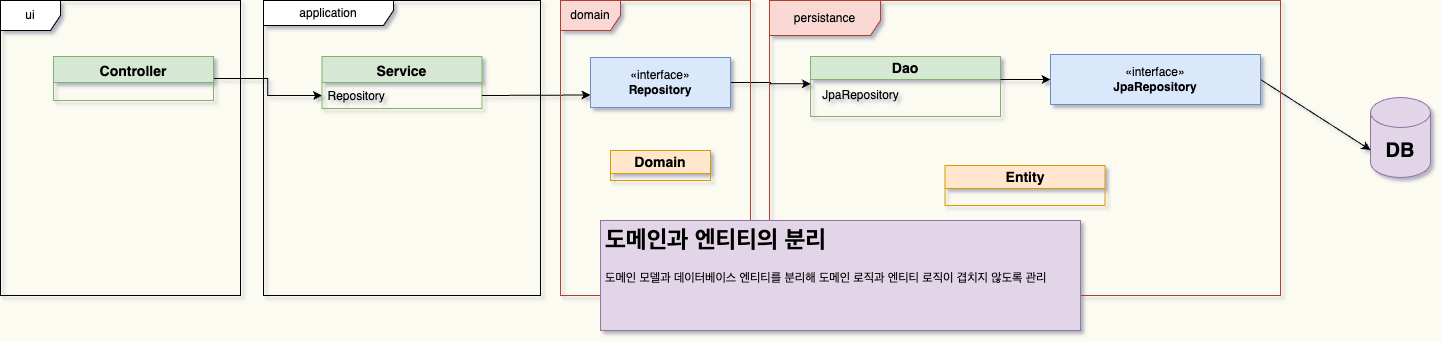 ui
application
domain
persistance
Controller
Service
Repository
«interface»
Repository
Dao
JpaRepository
«interface»
JpaRepository
DB
Domain
Entity
도메인과 엔티티의 분리
도메인 모델과 데이터베이스 엔티티를 분리해 도메인 로직과 엔티티 로직이 겹치지 않도록 관리